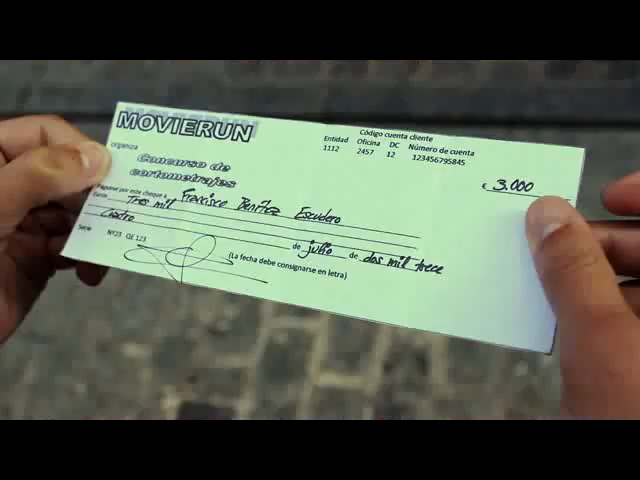 MOVIERUN
organiza
Concurso de
cortometrajes
Código cuenta cliente
Entidad Oficina DC Número de cuenta
1112 2457 12 123456795845
€ 3.000
Páguese por este cheque a Francisco Benítez Escudero
Euros Tres mil
Cuatro de julio de dos mil trece
Serie Nº23 OE 123
(La fecha debe consignarse en letra)